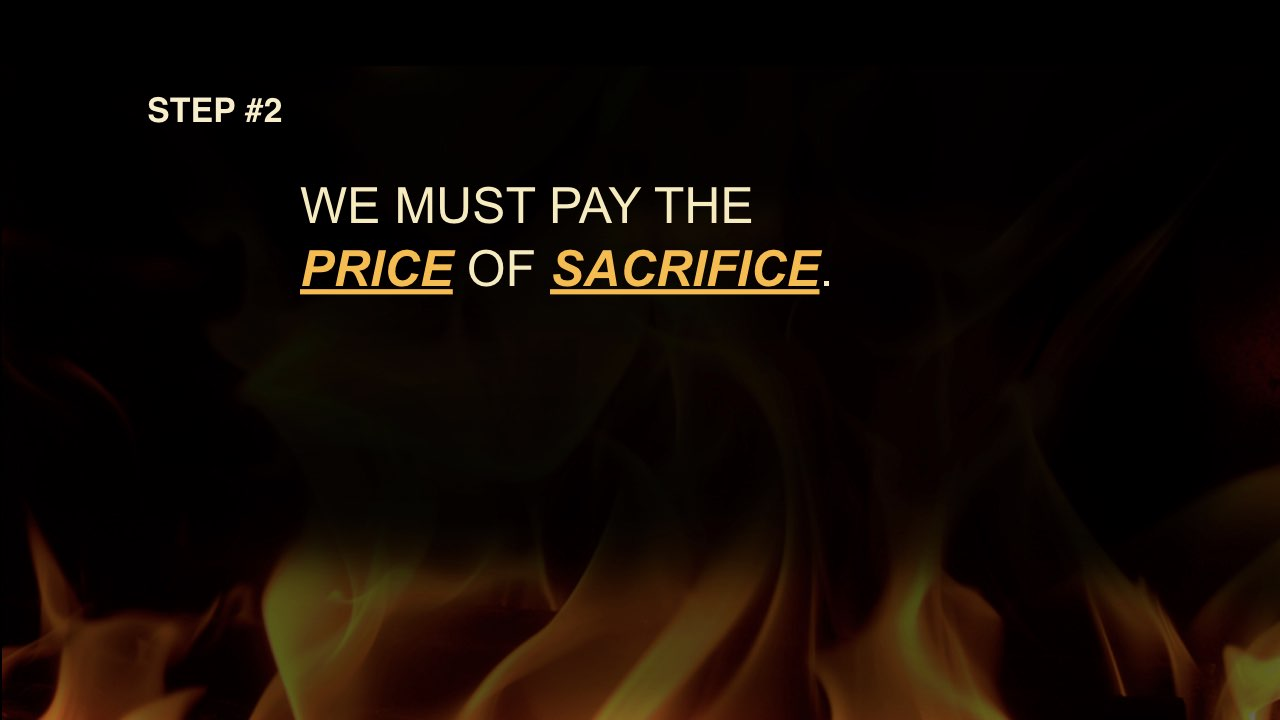 STEP #2
WE MUST PAY THE
PRICE OF SACRIFICE.